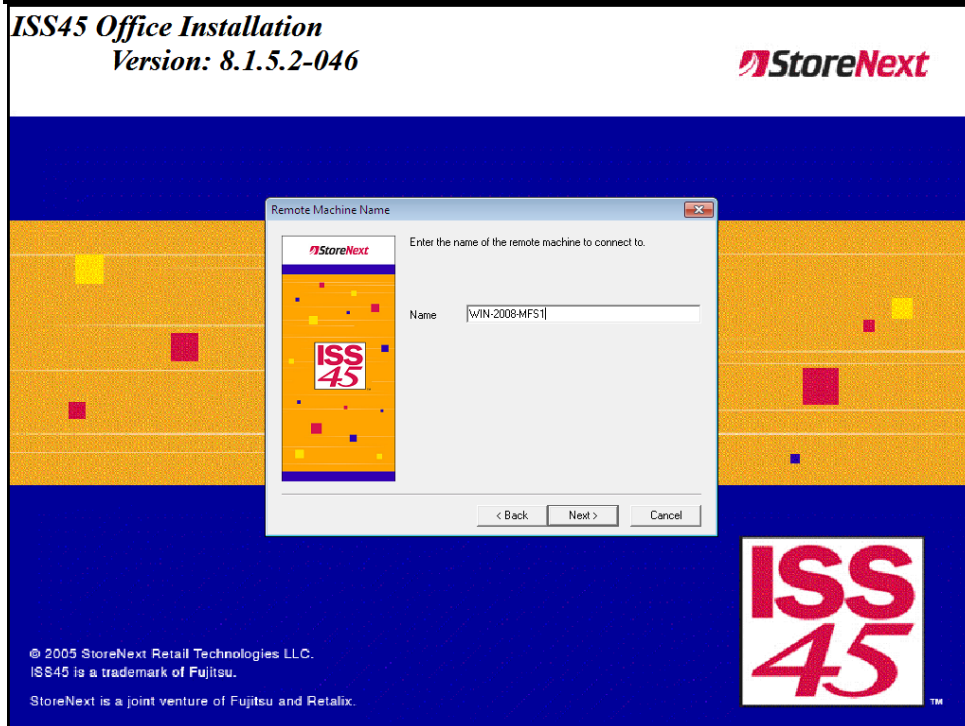 ISS45 Office Installation
Version: 8.1.5.2-046
StoreNext
Remote Machine Name
StoreNext
Enter the name of the remote machine to connect to.
Name WIN-2008-MFS1
ISS
45
< Back Next > Cancel
ISS
45
TM
© 2005 StoreNext Retail Technologies LLC.
ISS45 is a trademark of Fujitsu.
StoreNext is a joint venture of Fujitsu and Retalix.